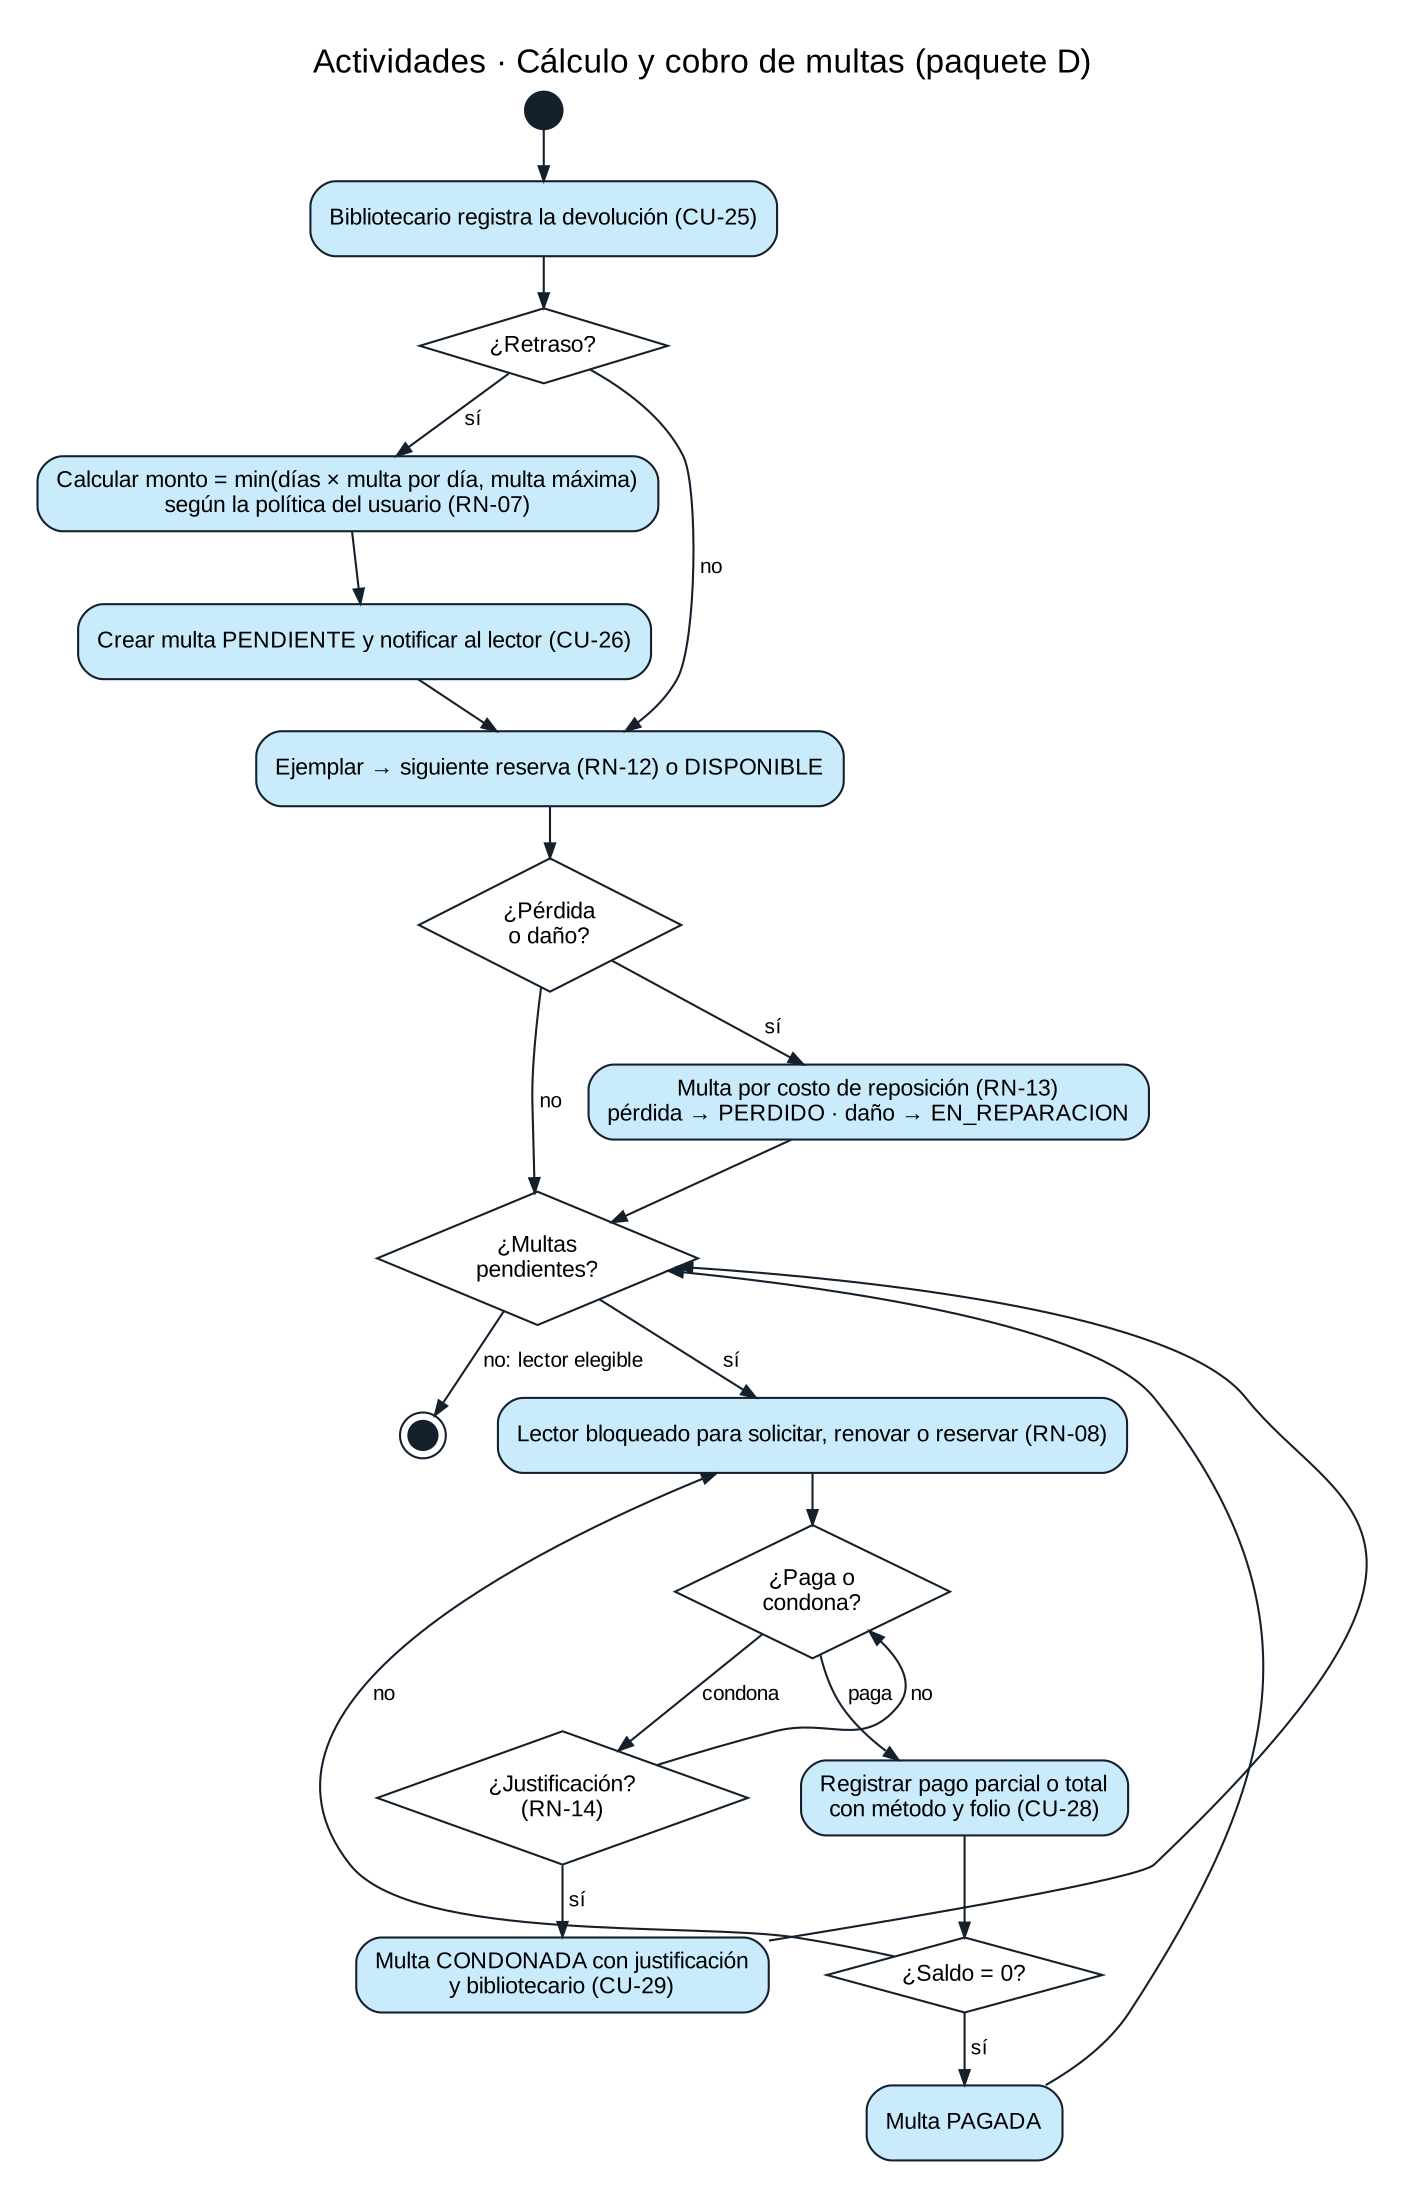 Actividades · Cálculo y cobro de multas (paquete D)
Bibliotecario registra la devolución (CU-25)
¿Retraso?
sí
Calcular monto = min(días × multa por día, multa máxima)
según la política del usuario (RN-07)
no
Crear multa PENDIENTE y notificar al lector (CU-26)
Ejemplar → siguiente reserva (RN-12) o DISPONIBLE
¿Pérdida
o daño?
sí
Multa por costo de reposición (RN-13)
pérdida → PERDIDO · daño → EN_REPARACION
no
¿Multas
pendientes?
no: lector elegible
sí
Lector bloqueado para solicitar, renovar o reservar (RN-08)
¿Paga o
condona?
no
condona
paga
no
¿Justificación?
(RN-14)
Registrar pago parcial o total
con método y folio (CU-28)
sí
Multa CONDONADA con justificación
y bibliotecario (CU-29)
¿Saldo = 0?
sí
Multa PAGADA